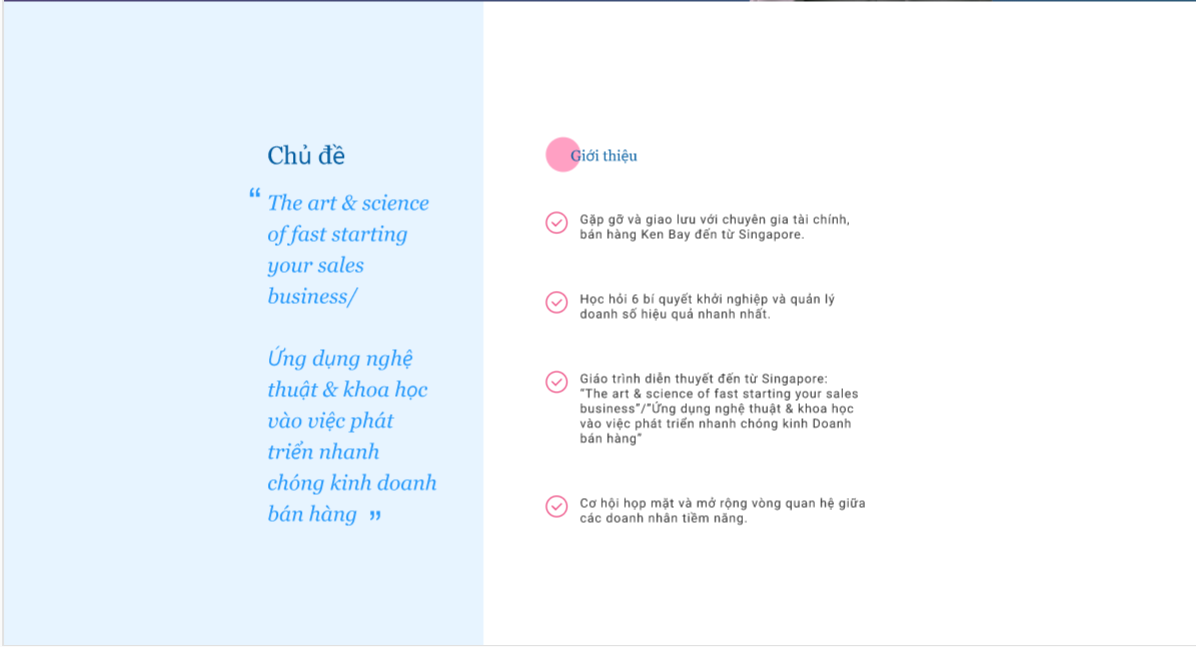 Chủ đề
“ The art & science
of fast starting
your sales
business/
Ứng dụng nghệ
thuật & khoa học
vào việc phát
triển nhanh
chóng kinh doanh
bán hàng ”
Giới thiệu
Gặp gỡ và giao lưu với chuyên gia tài chính,
bán hàng Ken Bay đến từ Singapore.
Học hỏi 6 bí quyết khởi nghiệp và quản lý
doanh số hiệu quả nhanh nhất.
Giáo trình diễn thuyết đến từ Singapore:
“The art & science of fast starting your sales
business”/”Ứng dụng nghệ thuật & khoa học
vào việc phát triển nhanh chóng kinh Doanh
bán hàng”
Cơ hội họp mặt và mở rộng vòng quan hệ giữa
các doanh nhân tiềm năng.